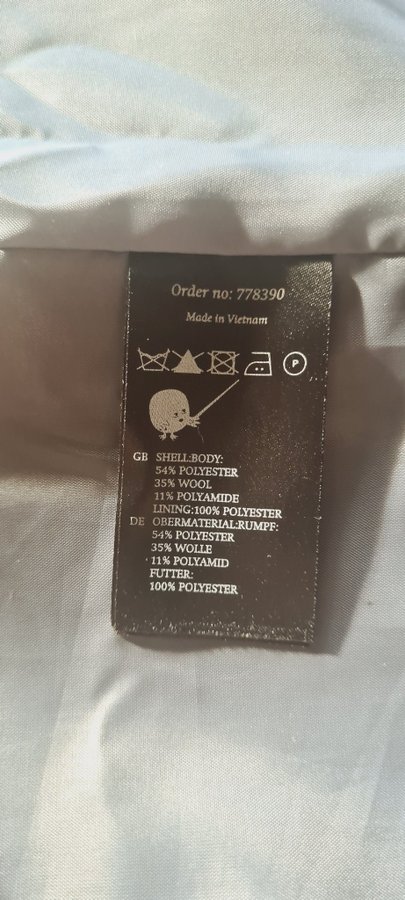 Order no: 778390
Made in Vietnam
P
GB SHELL:BODY:
54% POLYESTER
35% WOOL
11% POLYAMIDE
LINING:100% POLYESTER
DE OBERMATERIAL:RUMPF:
54% POLYESTER
35% WOLLE
11% POLYAMID
FUTTER:
100% POLYESTER